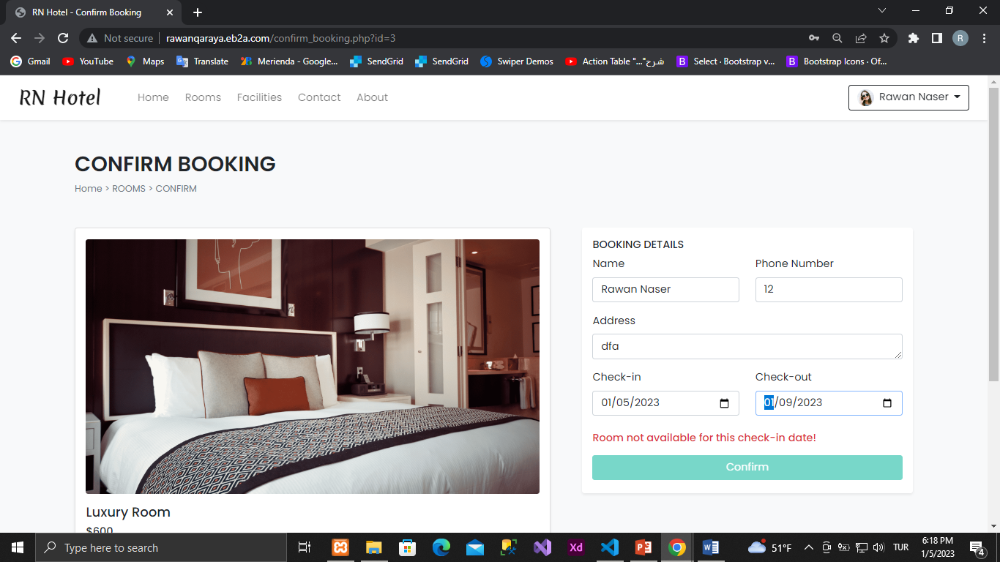 RN Hotel - Confirm Booking
Not secure rawanqaraya.eb2a.com/confirm_booking.php?id=3 R
Gmail YouTube Maps Translate Merienda - Google... SendGrid SendGrid Swiper Demos Action Table "...شرح" B Select · Bootstrap v... B Bootstrap Icons · Of...
RN Hotel Home Rooms Facilities Contact About Rawan Naser
CONFIRM BOOKING
Home > ROOMS > CONFIRM
BOOKING DETAILS
Name Phone Number
Rawan Naser 12
Address
dfa
Check-in Check-out
01/05/2023 01/09/2023
Room not available for this check-in date!
Confirm
Luxury Room
$600
Type here to search Xd 51°F TUR 6:18 PM
1/5/2023 4